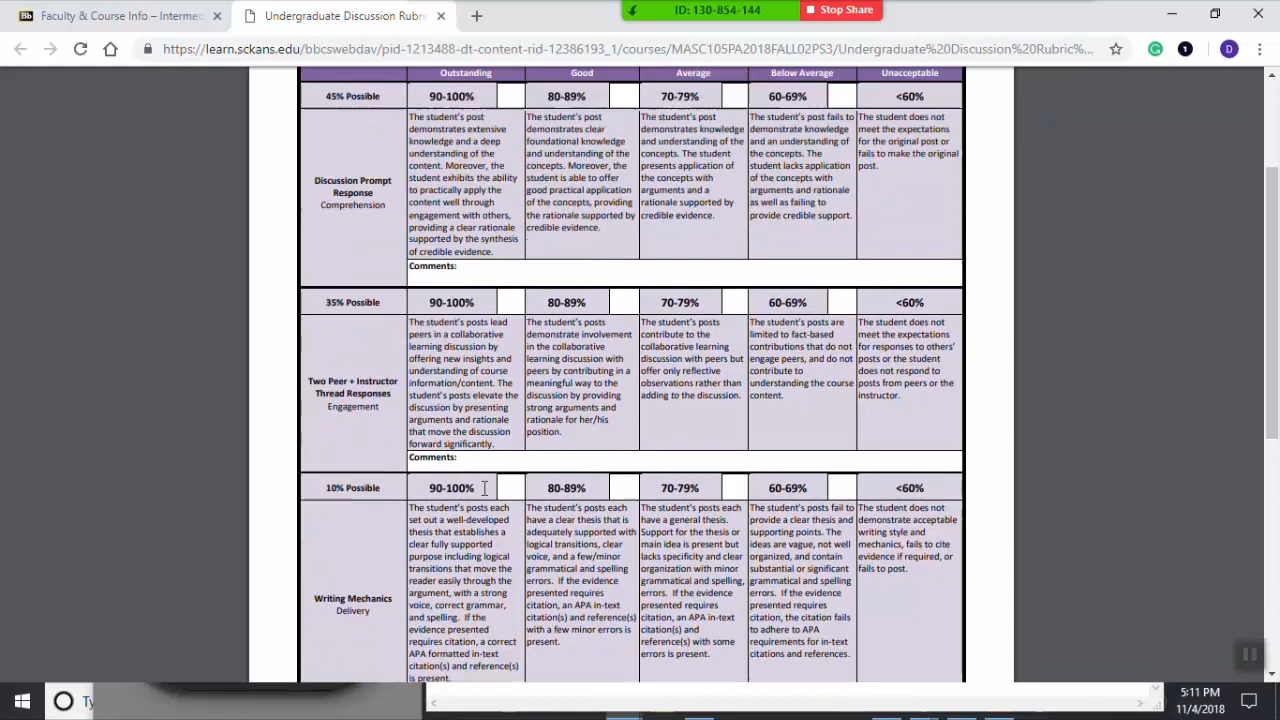 Faculty & Course Info – Intermed
Undergraduate Discussion Rubri
ID: 130-854-144
Stop Share
https://learn.sckans.edu/bbcswebdav/pid-1213488-dt-content-rid-12386193_1/courses/MASC105PA2018FALL02PS3/Undergraduate%20Discussion%20Rubric%...
D
Outstanding Good Average Below Average Unacceptable
45% Possible 90-100% 80-89% 70-79% 60-69% <60%
Discussion Prompt
Response
Comprehension
The student's post
demonstrates extensive
knowledge and a deep
understanding of the
content. Moreover, the
student exhibits the ability
to practically apply the
content well through
engagement with others,
providing a clear rationale
supported by the synthesis
of credible evidence.
The student's post
demonstrates clear
foundational knowledge
and understanding of the
concepts. Moreover, the
student is able to offer
good practical application
of the concepts, providing
the rationale supported by
credible evidence.
The student's post
demonstrates knowledge
and understanding of the
concepts. The student
presents application of
the concepts with
arguments and a
rationale supported by
credible evidence.
The student's post fails to
demonstrate knowledge
and an understanding of
the concepts. The
student lacks application
of the concepts with
arguments and rationale
as well as failing to
provide credible support.
The student does not
meet the expectations
for the original post or
fails to make the original
post.
Comments:
35% Possible 90-100% 80-89% 70-79% 60-69% <60%
Two Peer + Instructor
Thread Responses
Engagement
The student's posts lead
peers in a collaborative
learning discussion by
offering new insights and
understanding of course
information/content. The
student's posts elevate the
discussion by presenting
arguments and rationale
that move the discussion
forward significantly.
The student's posts
demonstrate involvement
in the collaborative
learning discussion with
peers by contributing in a
meaningful way to the
discussion by providing
strong arguments and
rationale for her/his
position.
The student's posts
contribute to the
collaborative learning
discussion with peers but
offer only reflective
observations rather than
adding to the discussion.
The student's posts are
limited to fact-based
contributions that do not
engage peers, and do not
contribute to
understanding the course
content.
The student does not
meet the expectations
for responses to others'
posts or the student
does not respond to
posts from peers or the
instructor.
Comments:
10% Possible 90-100% 80-89% 70-79% 60-69% <60%
Writing Mechanics
Delivery
The student's posts each
set out a well-developed
thesis that establishes a
clear fully supported
purpose including logical
transitions that move the
reader easily through the
argument, with a strong
voice, correct grammar,
and spelling. If the
evidence presented
requires citation, a correct
APA formatted in-text
citation(s) and reference(s)
is present.
The student's posts each
have a clear thesis that is
adequately supported with
logical transitions, clear
voice, and a few/minor
grammatical and spelling
errors. If the evidence
presented requires
citation, an APA in-text
citation(s) and reference(s)
with a few minor errors is
present.
The student's posts each
have a general thesis.
Support for the thesis or
main idea is present but
lacks specificity and clear
organization with minor
grammatical and spelling,
errors. If the evidence
presented requires
citation, an APA in-text
citation(s) and
reference(s) with some
errors is present.
The student's posts fail to
provide a clear thesis and
supporting points. The
ideas are vague, not well
organized, and contain
substantial or significant
grammatical and spelling
errors. If the evidence
presented requires
citation, the citation fails
to adhere to APA
requirements for in-text
citations and references.
The student does not
demonstrate acceptable
writing style and
mechanics, fails to cite
evidence if required, or
fails to post.
Ty
5:11 PM
11/4/2018